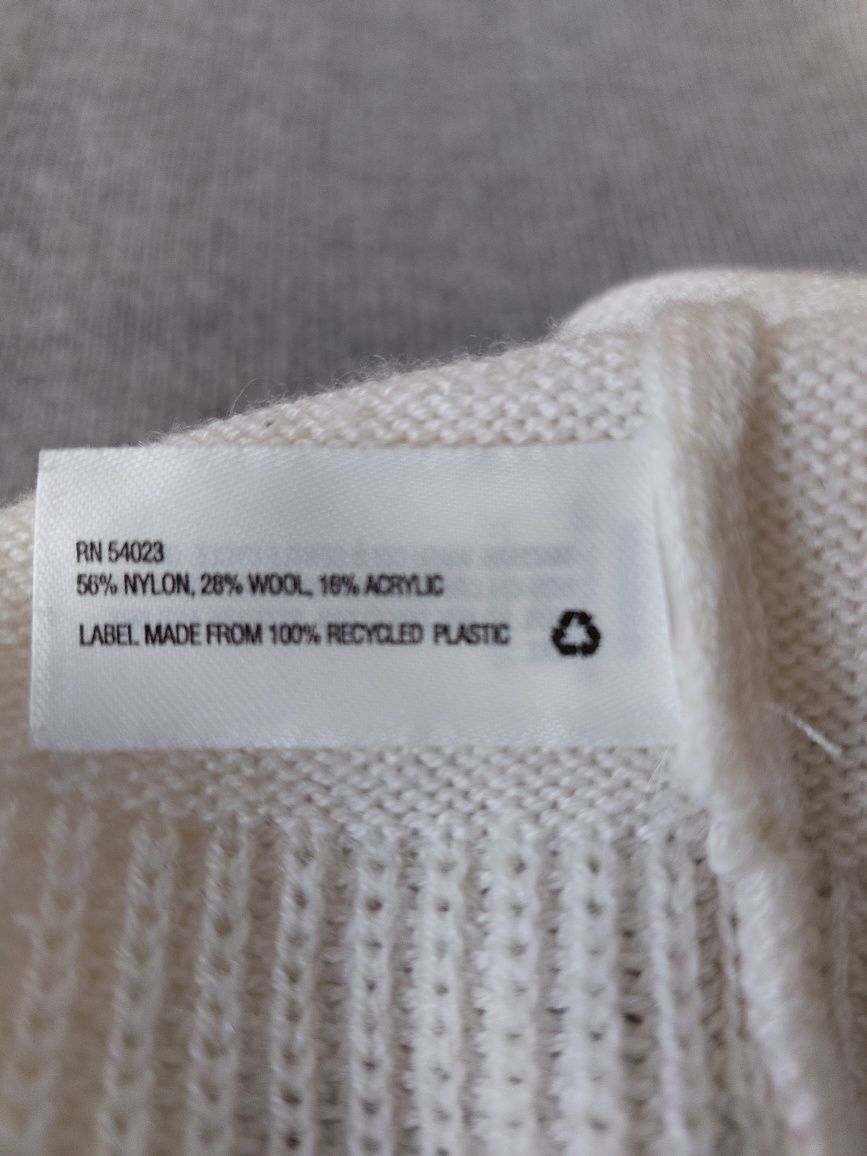 RN 54023
56% NYLON, 28% WOOL, 16% ACRYLIC
LABEL MADE FROM 100% RECYCLED PLASTIC